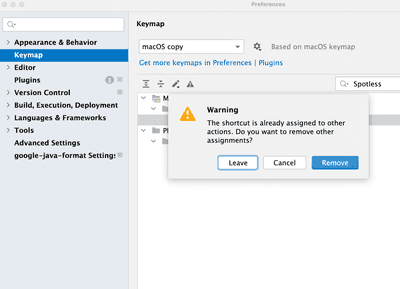 Preferences
Keymap
Appearance & Behavior
Keymap
Editor
Plugins
Version Control
Build, Execution, Deployment
Languages & Frameworks
Tools
Advanced Settings
google-java-format Settings
macOS copy
Based on macOS keymap
Get more keymaps in Preferences | Plugins
Spotless
Warning
The shortcut is already assigned to other
actions. Do you want to remove other
assignments?
Leave
Cancel
Remove